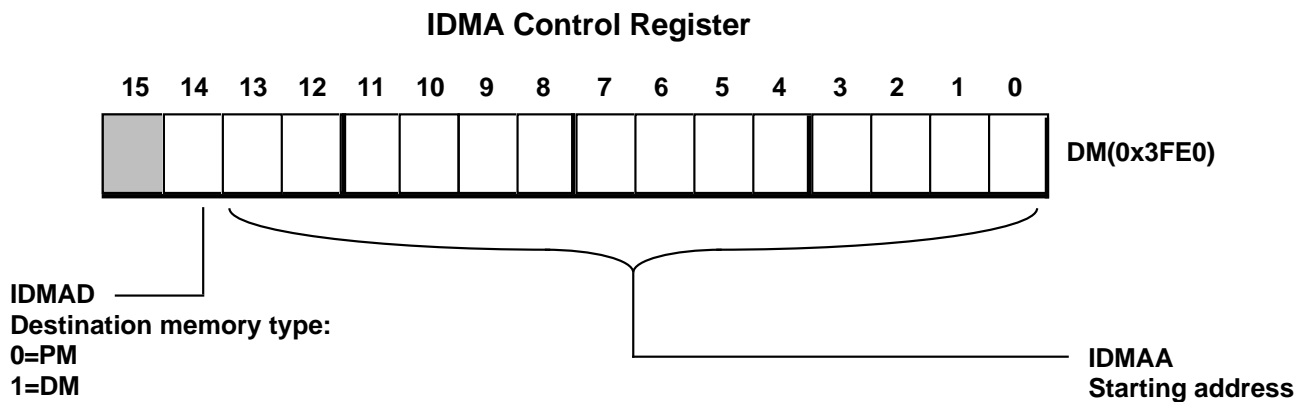 IDMA Control Register
15 14 13 12 11 10 9 8 7 6 5 4 3 2 1 0
DM(0x3FE0)
IDMAD
Destination memory type:
0=PM
1=DM
IDMAA
Starting address